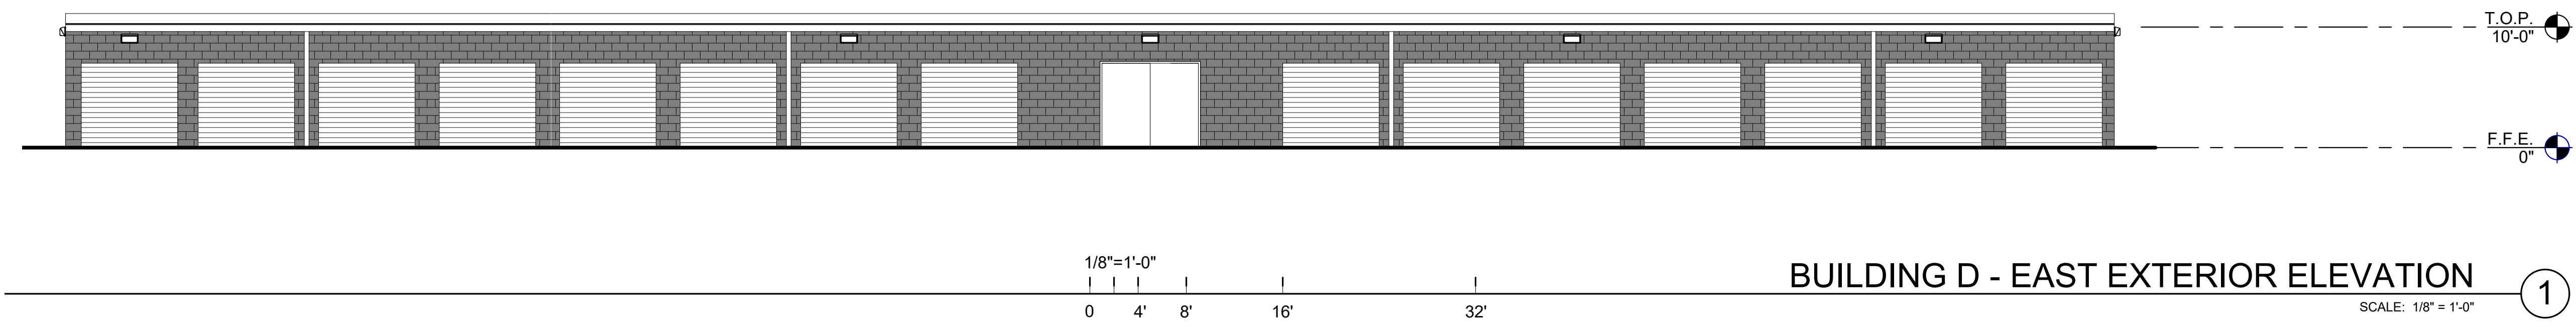 T.O.P.
10'-0"
F.F.E.
0"
1/8"=1'-0"
0 4' 8' 16' 32'
BUILDING D - EAST EXTERIOR ELEVATION
SCALE: 1/8" = 1'-0"
1